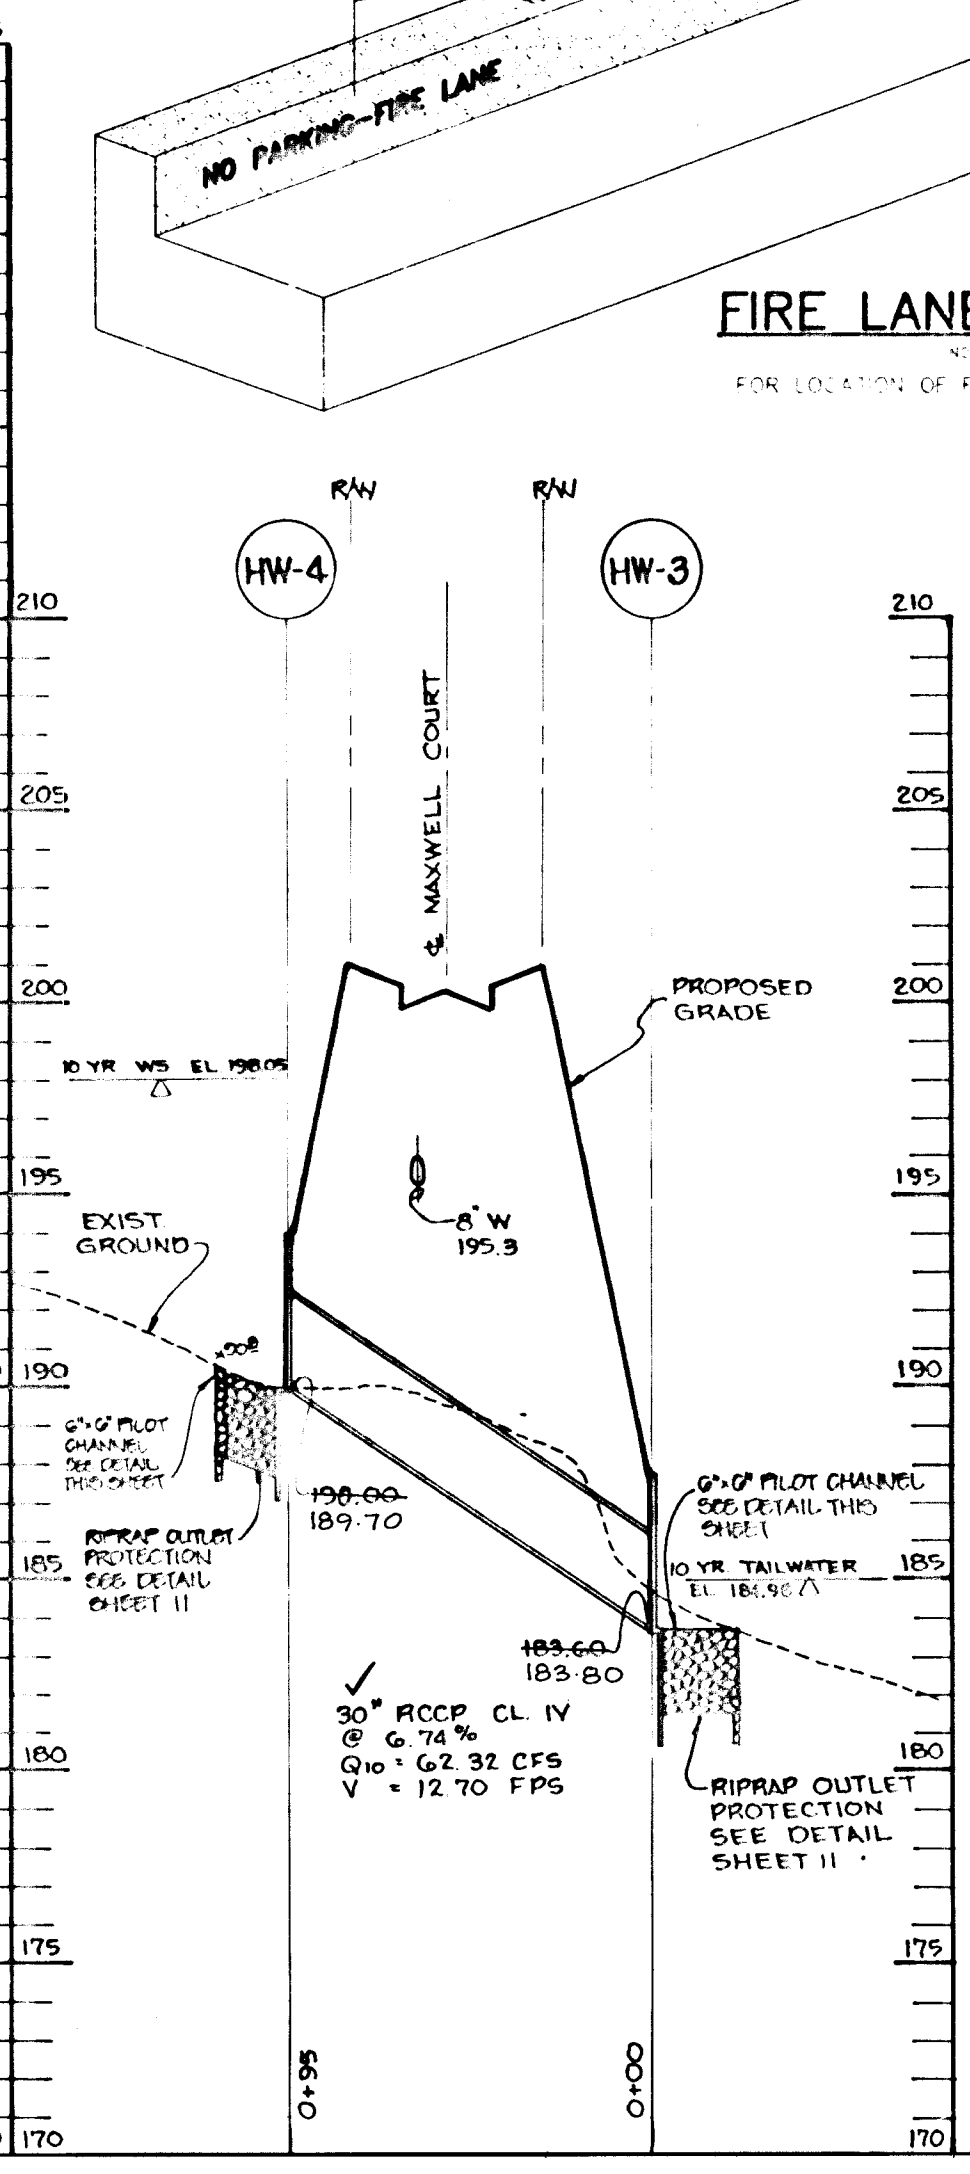 NO PARKING-FIRE LANE
FIRE LANE
FOR LOCATION OF F
R/W
R/W
HW-4
HW-3
210
210
℄ MAXWELL COURT
205
205
200
200
PROPOSED
GRADE
10 YR WS EL 198.05
195
195
8" W
195.3
EXIST.
GROUND
190
190
6"x6" PILOT
CHANNEL
SEE DETAIL
THIS SHEET
190.00
189.70
6"x6" PILOT CHANNEL
SEE DETAIL THIS
SHEET
RIPRAP OUTLET
PROTECTION
SEE DETAIL
SHEET 11
185
185
10 YR. TAILWATER
EL.
183.60
183.80
30" RCCP CL. IV
@ 6.74%
Q10 = 62.32 CFS
V = 12.70 FPS
180
180
RIPRAP OUTLET
PROTECTION
SEE DETAIL
SHEET 11
175
175
0+95
0+00
170
170